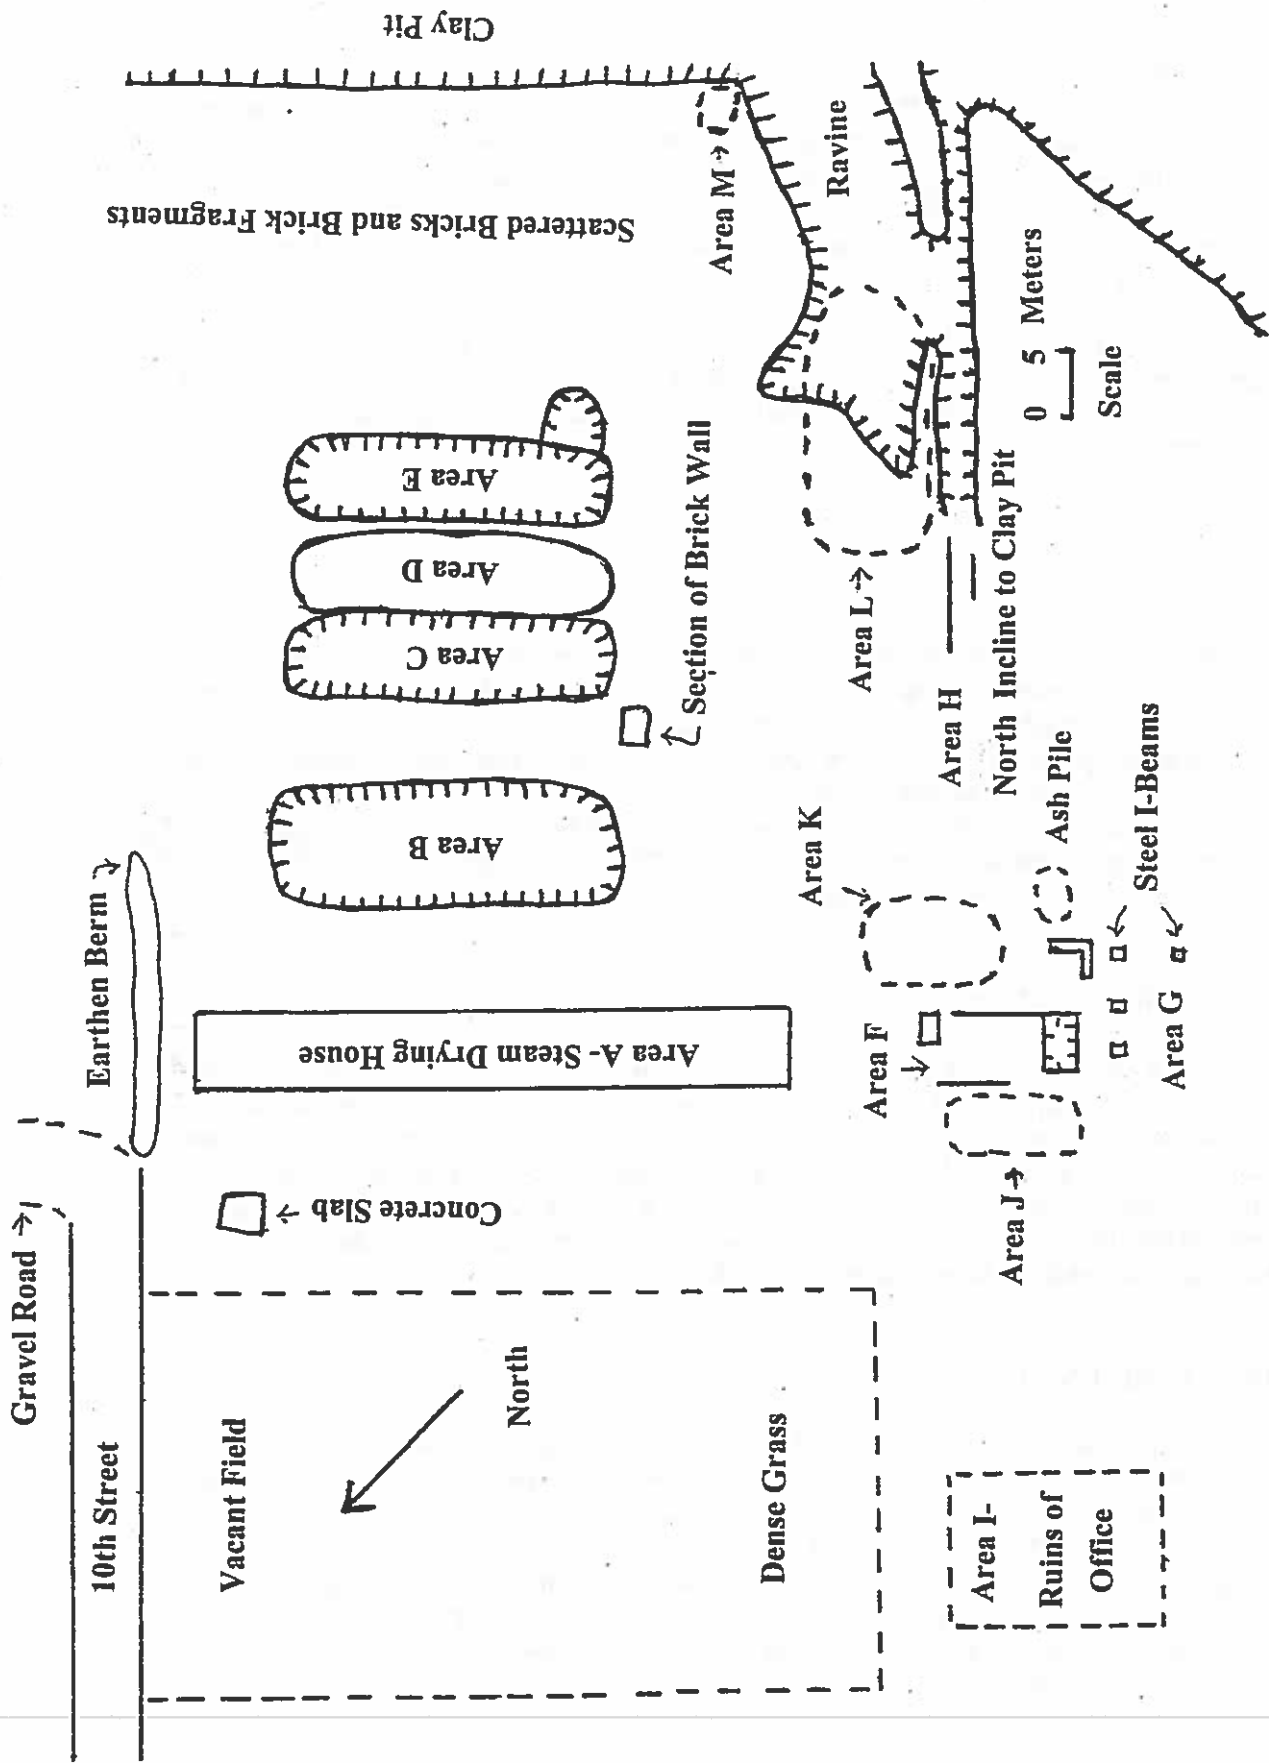 Clay Pit
Scattered Bricks and Brick Fragments
Area M
Ravine
0 5 Meters
Scale
Area E
Area D
Area C
Section of Brick Wall
Area L
Area H
North Incline to Clay Pit
Area B
Area K
Ash Pile
Steel I-Beams
Earthen Berm
Area A- Steam Drying House
Area F
Area G
Gravel Road
Concrete Slab
Area J
10th Street
Vacant Field
North
Dense Grass
Area I-
Ruins of
Office